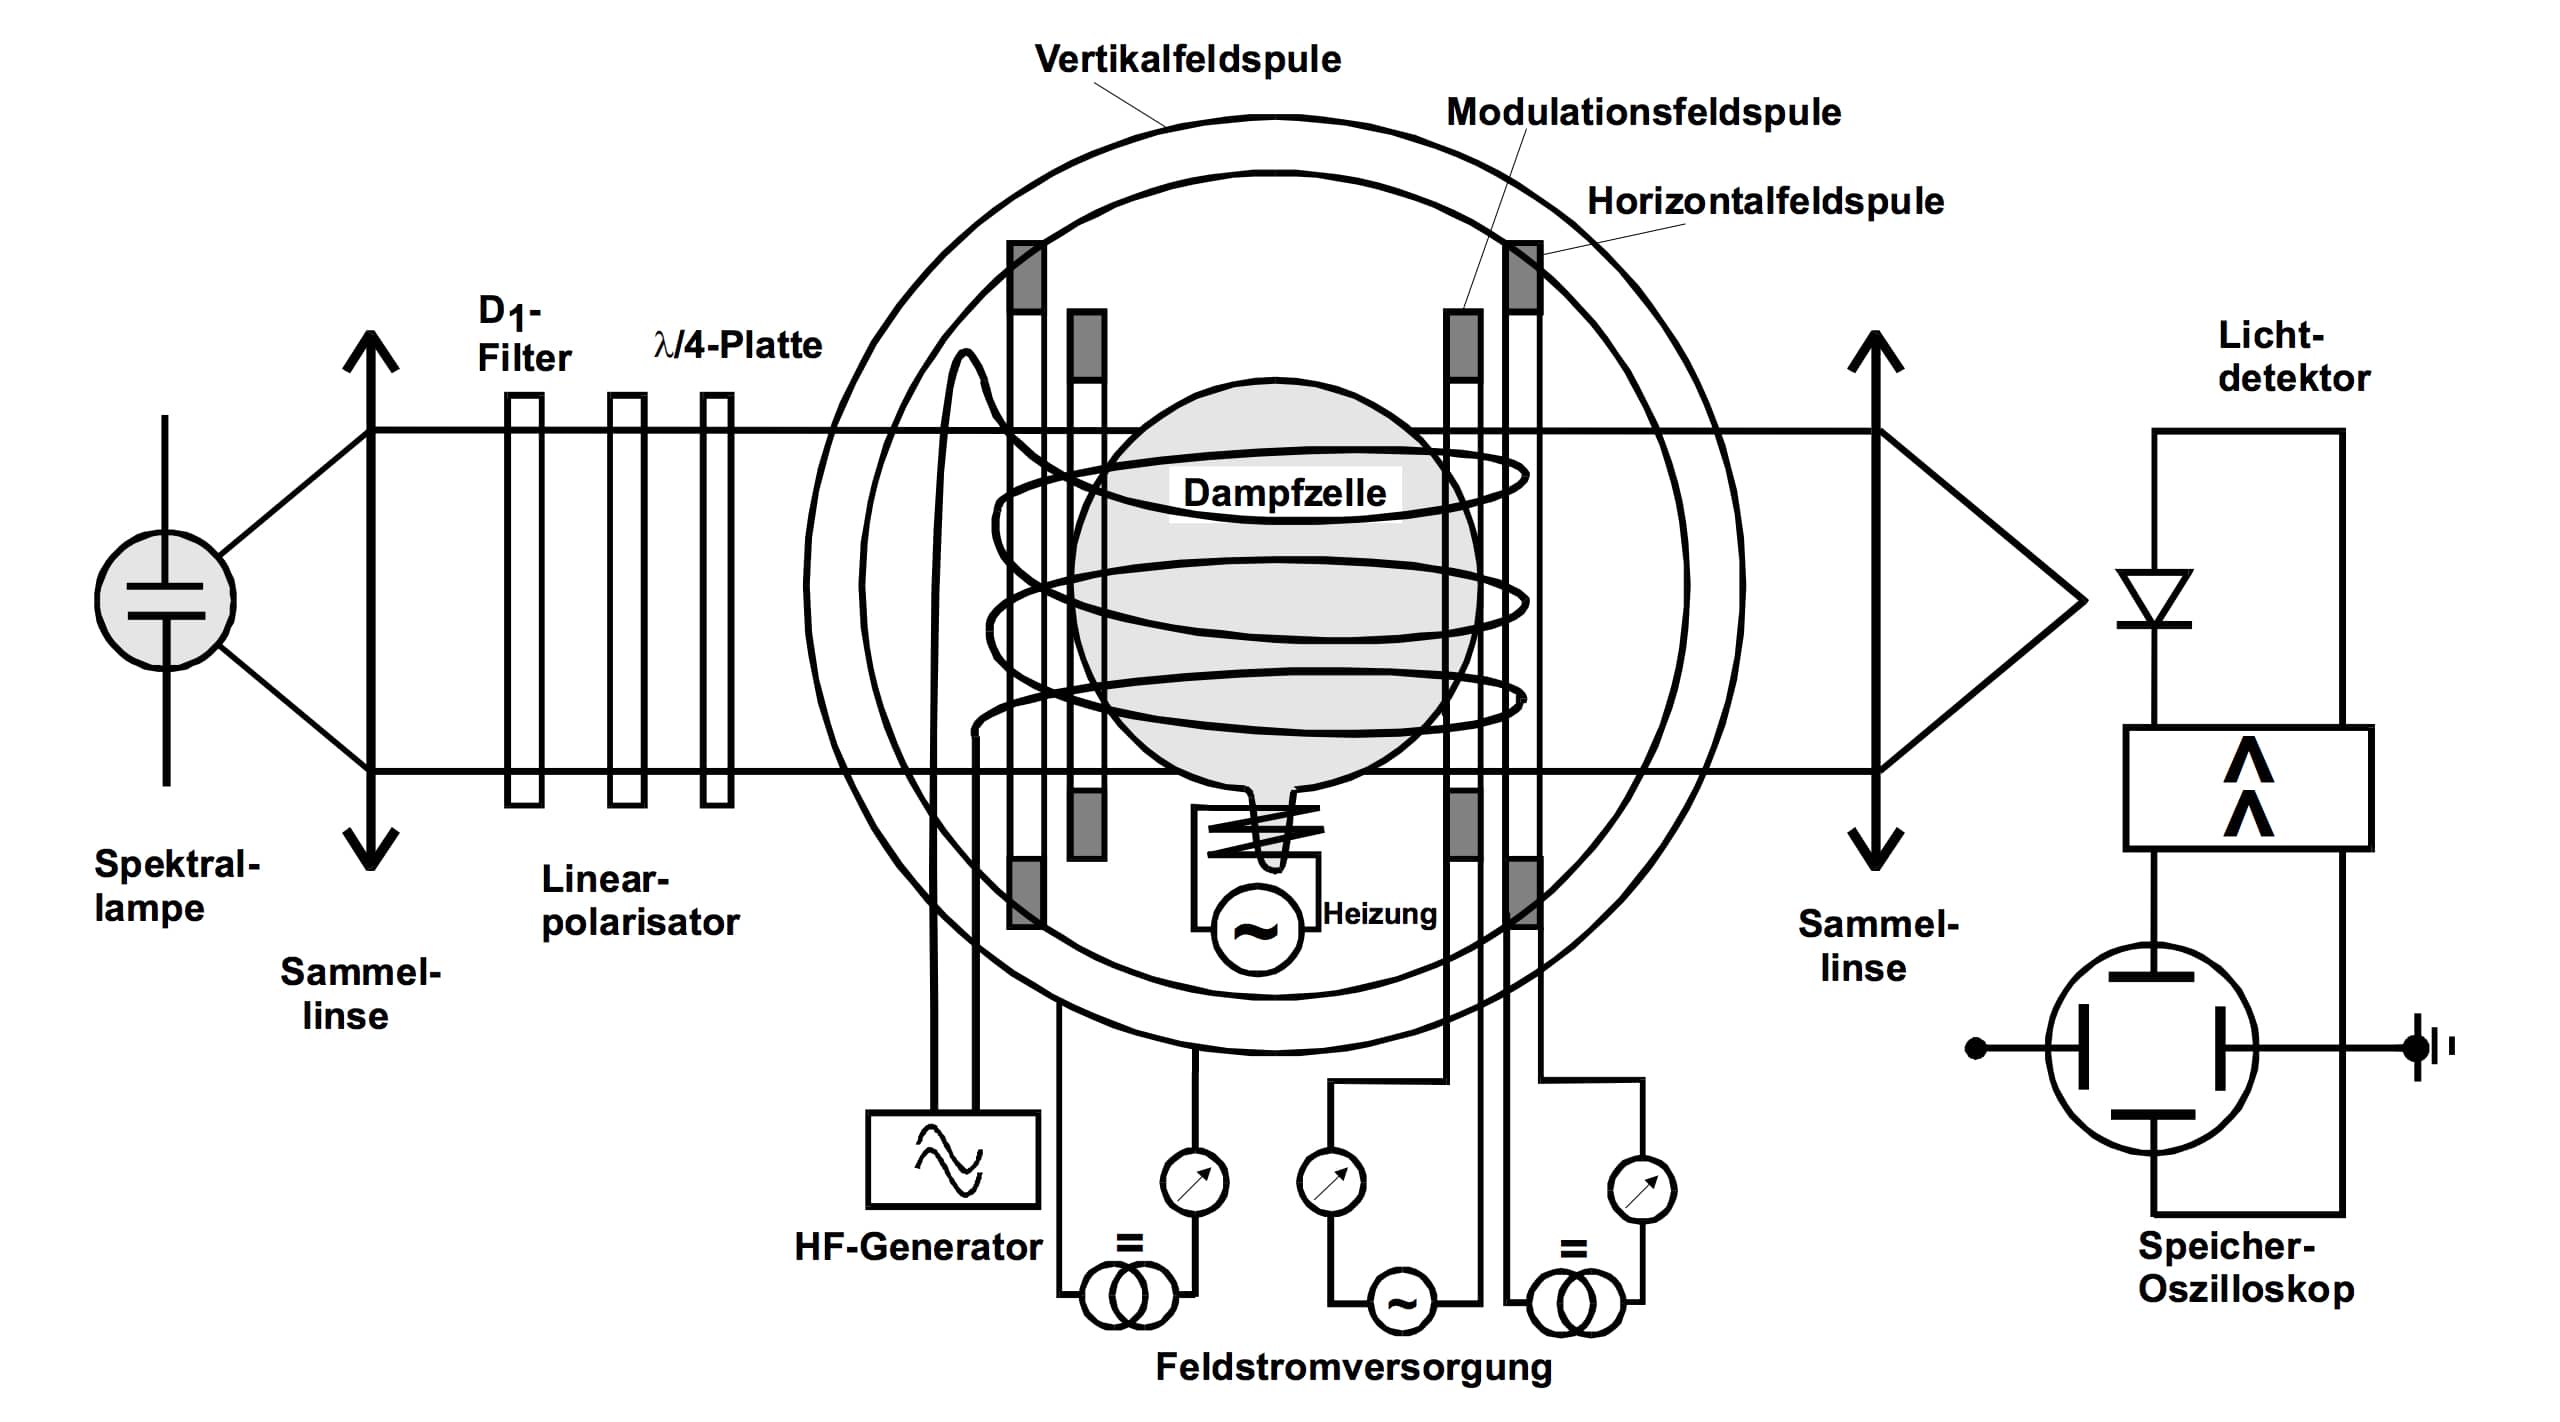 Vertikalfeldspule
Modulationsfeldspule
Horizontalfeldspule
D1-
Filter
λ/4-Platte
Licht-
detektor
Dampfzelle
Spektral-
lampe
Sammel-
linse
Linear-
polarisator
~
Heizung
Sammel-
linse
HF-Generator
=
~
=
Feldstromversorgung
Speicher-
Oszilloskop